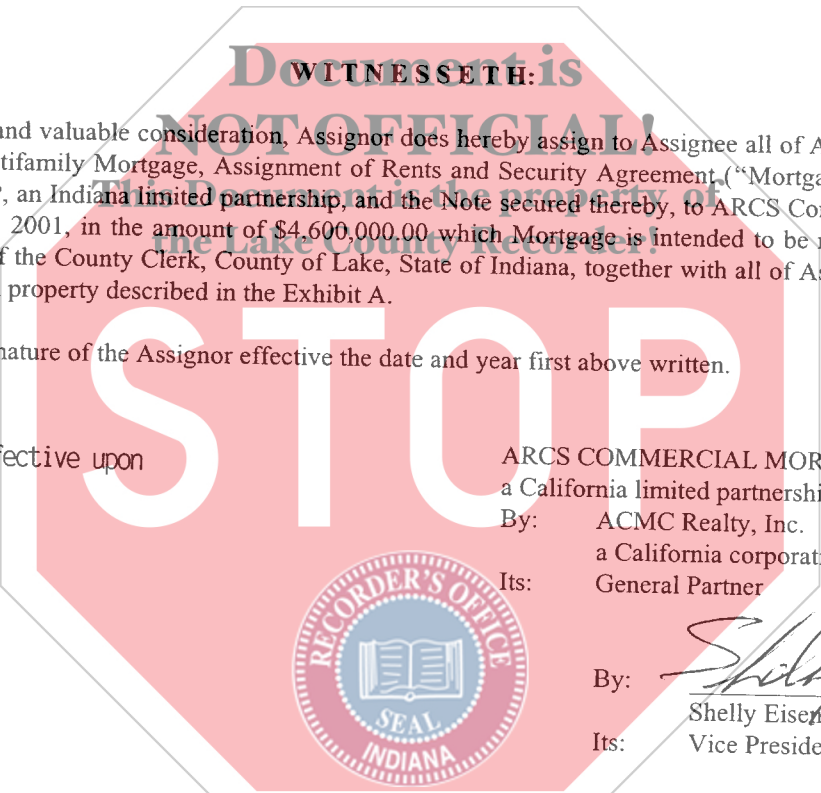 Document is
WITNESSETH:
NOT OFFICIAL!
and valuable consideration, Assignor does hereby assign to Assignee all of A
tifamily Mortgage, Assignment of Rents and Security Agreement ("Mortga
This Document is the property of
, an Indiana limited partnership, and the Note secured thereby, to ARCS Co
2001, in the amount of $4,600,000.00 which Mortgage is intended to be
the Lake County Recorder!
f the County Clerk, County of Lake, State of Indiana, together with all of As
property described in the Exhibit A.
STOP
nature of the Assignor effective the date and year first above written.
fective upon
ARCS COMMERCIAL MOR
a California limited partnershi
By: ACMC Realty, Inc.
a California corporati
Its: General Partner
RECORDER'S OFFICE
SEAL
INDIANA
By:
Shelly Eisen
Its: Vice Preside